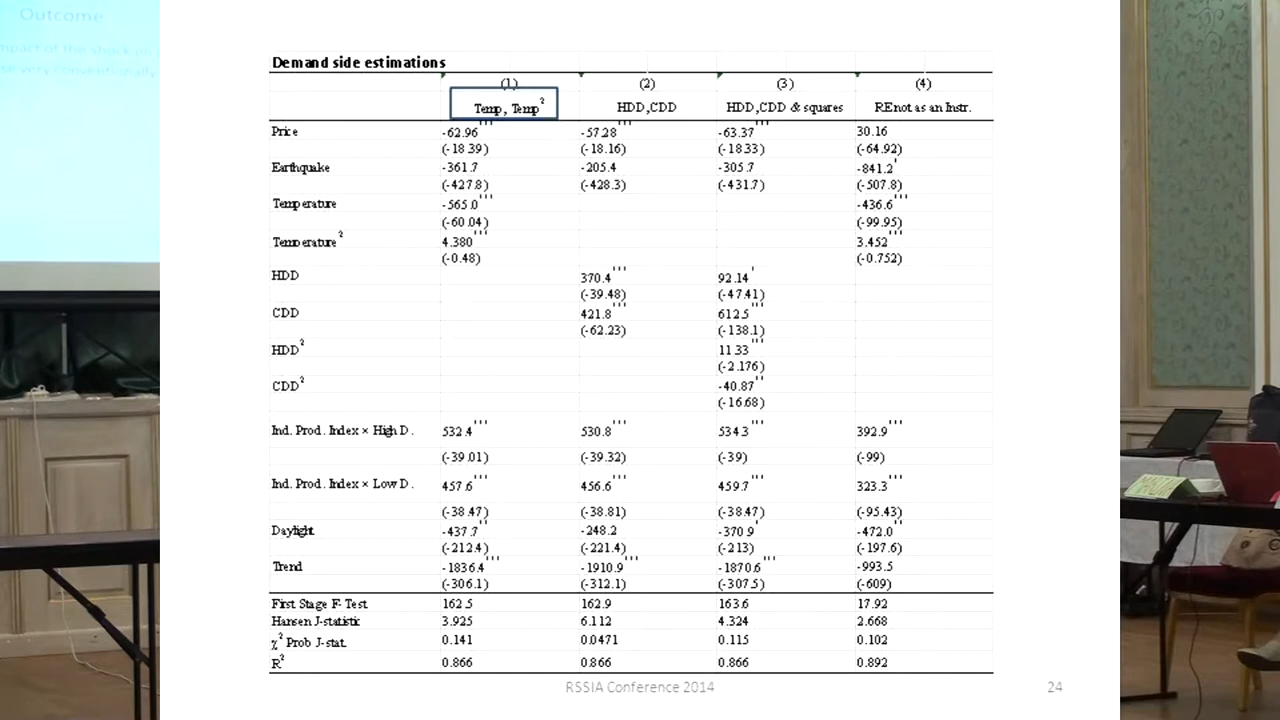 Outcome
mpact of the shock on
se very conventionally
Demand side estimations
(1) (2) (3) (4)
Temp, Temp² HDD,CDD HDD,CDD & squares RE not as an Instr.
Price -62.96''' -57.28''' -63.37''' 30.16
(-18.39) (-18.16) (-18.33) (-64.92)
Earthquake -361.7 -205.4 -305.7 -841.2'
(-427.8) (-428.3) (-431.7) (-507.8)
Temperature -565.0''' -436.6'''
(-60.04) (-99.95)
Temperature² 4.380''' 3.452'''
(-0.48) (-0.752)
HDD 370.4''' 92.14'
(-39.48) (-47.41)
CDD 421.8''' 612.5'''
(-62.23) (-138.1)
HDD² 11.33'''
(-2.176)
CDD² -40.87''
(-16.68)
Ind. Prod. Index × High D. 532.4''' 530.8''' 534.3''' 392.9'''
(-39.01) (-39.32) (-39) (-99)
Ind. Prod. Index × Low D. 457.6''' 456.6''' 459.7''' 323.3'''
(-38.47) (-38.81) (-38.47) (-95.43)
Daylight -437.7'' -248.2 -370.9' -472.0''
(-212.4) (-221.4) (-213) (-197.6)
Trend -1836.4''' -1910.9''' -1870.6''' -993.5
(-306.1) (-312.1) (-307.5) (-609)
First Stage F- Test 162.5 162.9 163.6 17.92
Hansen J-statistic 3.925 6.112 4.324 2.668
χ² Prob J-stat. 0.141 0.0471 0.115 0.102
R² 0.866 0.866 0.866 0.892
RSSIA Conference 2014 24